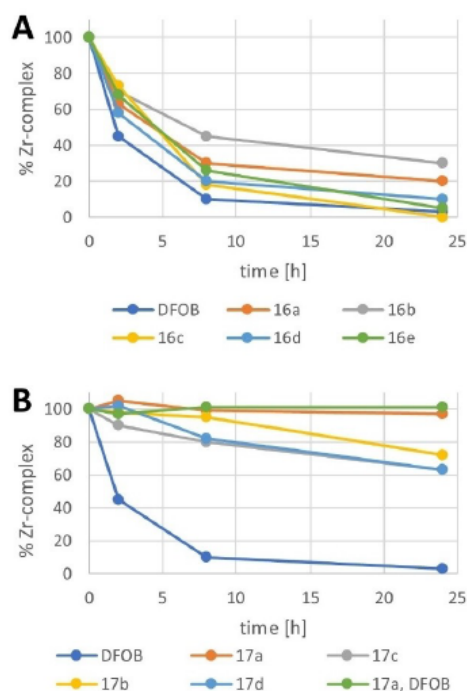 A
100
80
60
40
20
0
% Zr-complex
0 5 10 15 20 25
time [h]
DFOB 16a 16b
16c 16d 16e
B
100
80
60
40
20
0
% Zr-complex
0 5 10 15 20 25
time [h]
DFOB 17a 17c
17b 17d 17a, DFOB